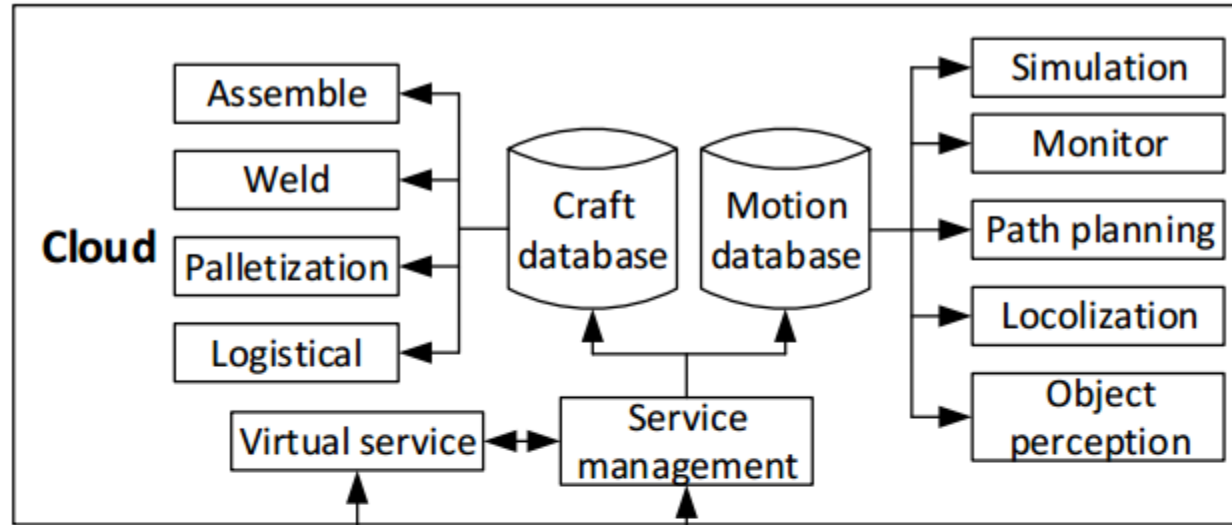 Cloud
Assemble
Weld
Palletization
Logistical
Craft
database
Motion
database
Simulation
Monitor
Path planning
Locolization
Object
perception
Virtual service
Service
management